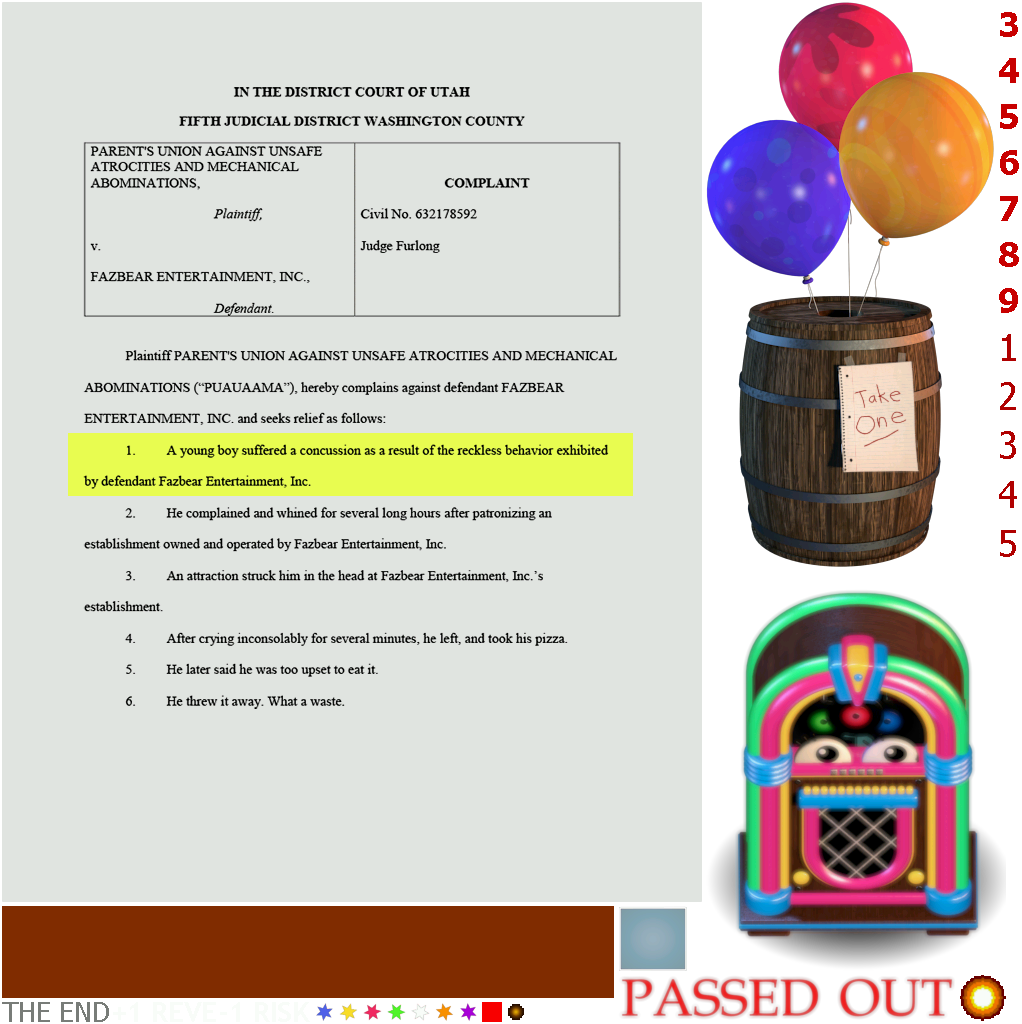 IN THE DISTRICT COURT OF UTAH
FIFTH JUDICIAL DISTRICT WASHINGTON COUNTY
PARENT'S UNION AGAINST UNSAFE
ATROCITIES AND MECHANICAL
ABOMINATIONS,
Plaintiff,
v.
FAZBEAR ENTERTAINMENT, INC.,
Defendant.
COMPLAINT
Civil No. 632178592
Judge Furlong
Plaintiff PARENT'S UNION AGAINST UNSAFE ATROCITIES AND MECHANICAL
ABOMINATIONS (“PUAUAAMA”), hereby complains against defendant FAZBEAR
ENTERTAINMENT, INC. and seeks relief as follows:
1. A young boy suffered a concussion as a result of the reckless behavior exhibited
by defendant Fazbear Entertainment, Inc.
2. He complained and whined for several long hours after patronizing an
establishment owned and operated by Fazbear Entertainment, Inc.
3. An attraction struck him in the head at Fazbear Entertainment, Inc.’s
establishment.
4. After crying inconsolably for several minutes, he left, and took his pizza.
5. He later said he was too upset to eat it.
6. He threw it away. What a waste.
Take
One
3
4
5
6
7
8
9
1
2
3
4
5
PASSED OUT
THE END
+1 REVE-1 RISK